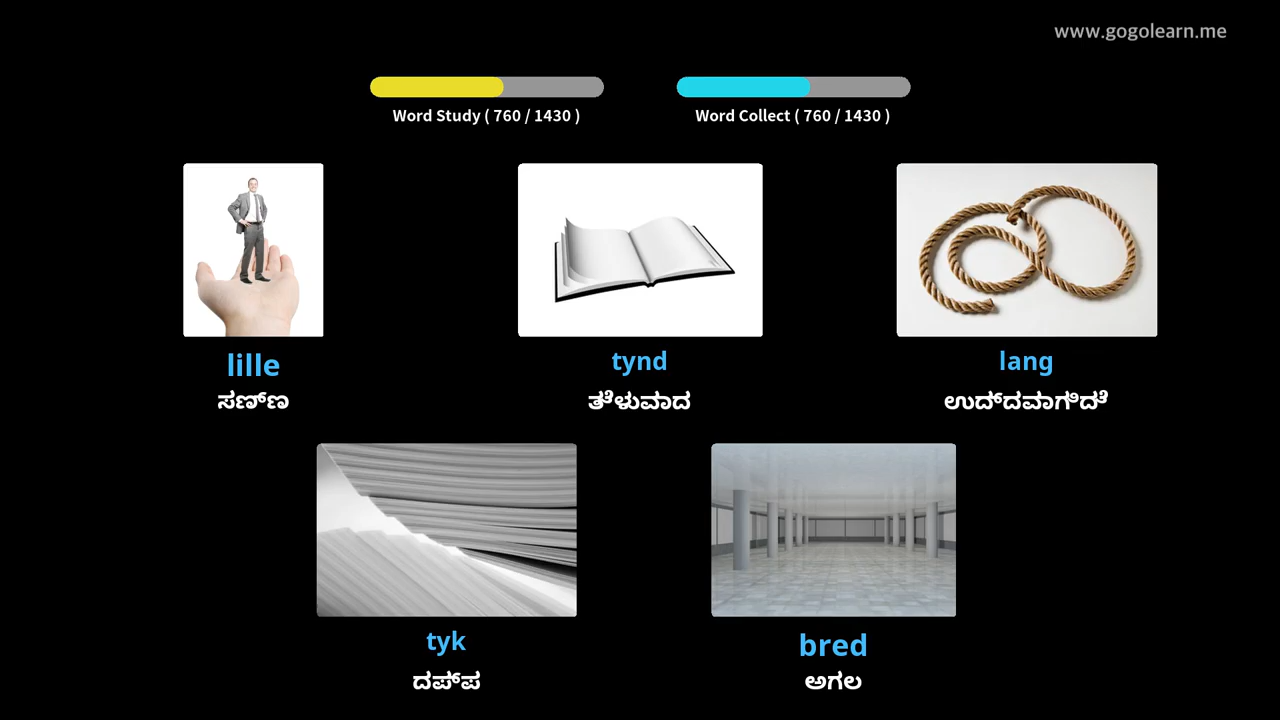 www.gogolearn.me
Word Study ( 760 / 1430 )
Word Collect ( 760 / 1430 )
lille
ಸಣ್ಣ
tynd
ತೆಳುವಾದ
lang
ಉದ್ದವಾಗಿದೆ
tyk
ದಪ್ಪ
bred
ಅಗಲ